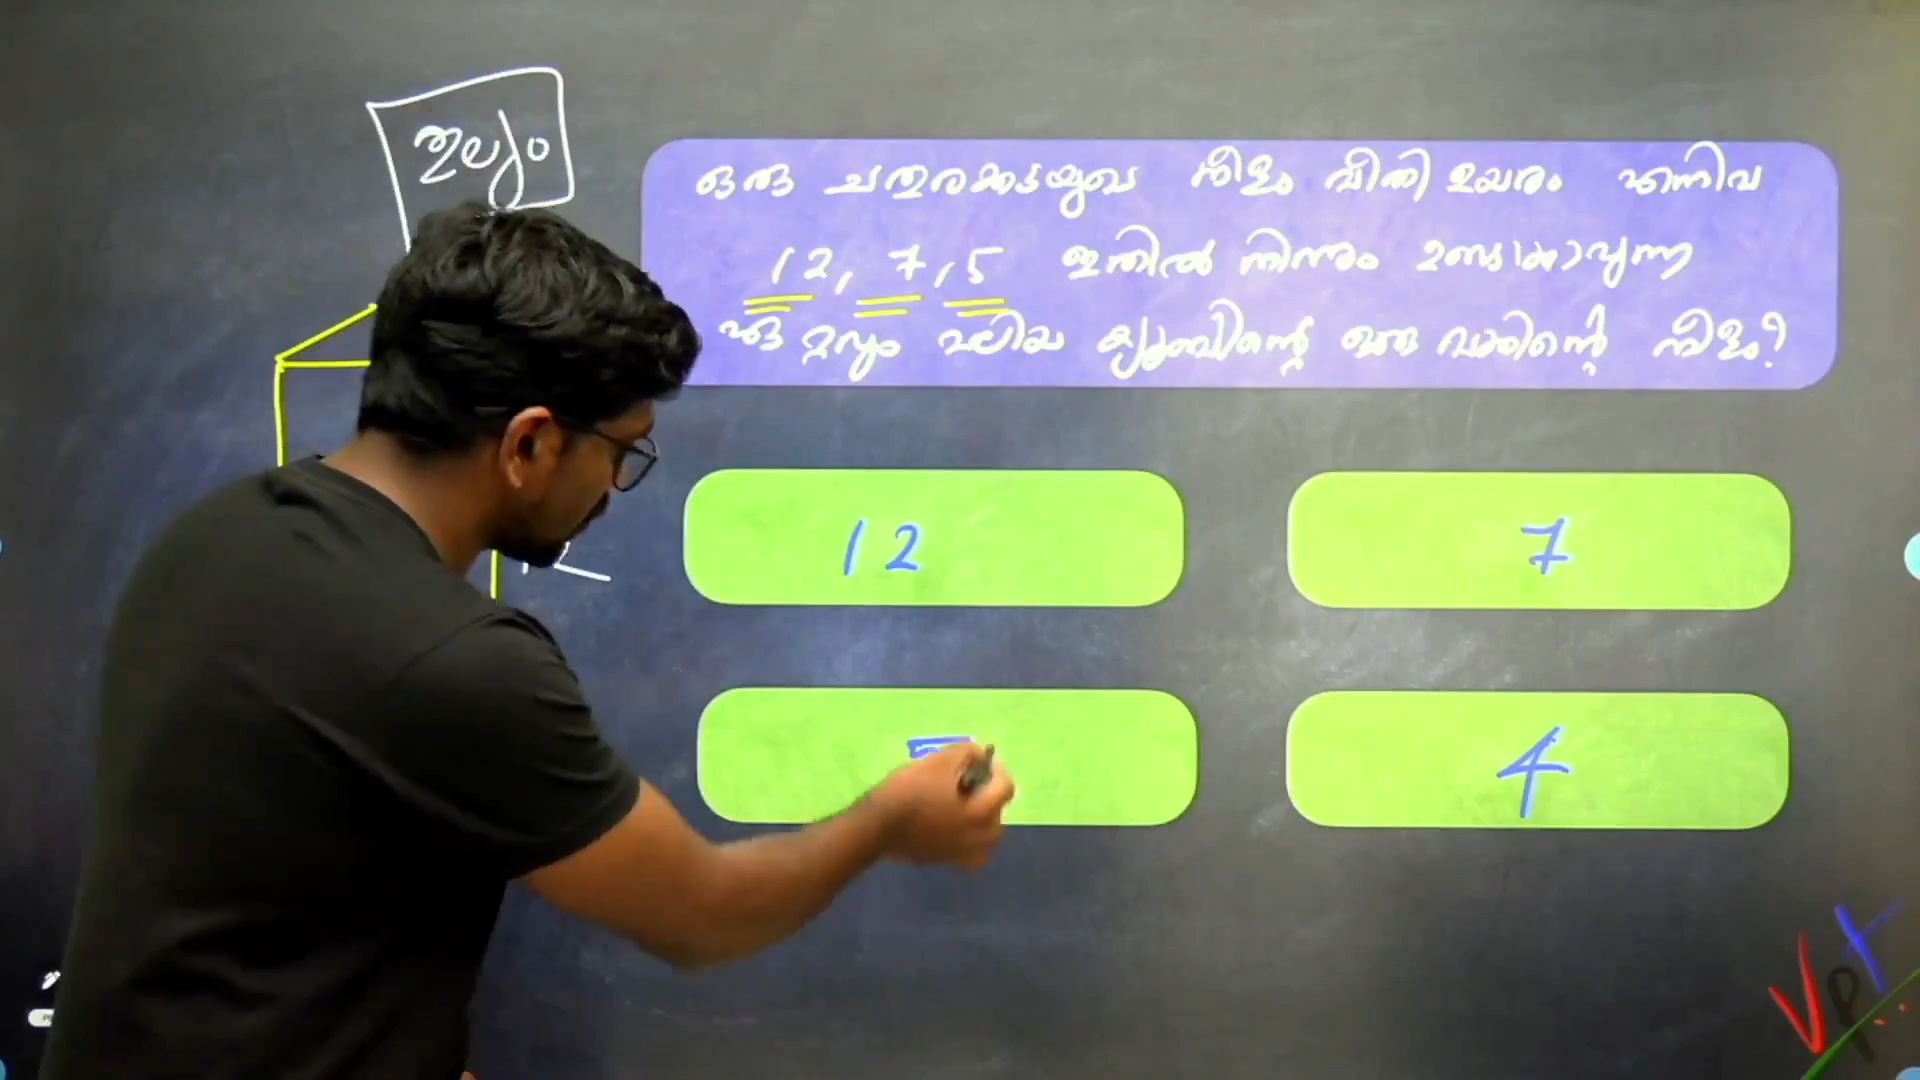 തുല്യം
ഒരു ചതുരക്കട്ടയുടെ നീളം വീതി ഉയരം എന്നിവ
12, 7, 5 ഇതിൽ നിന്നും ഉണ്ടാക്കാവുന്ന
ഏറ്റവും വലിയ ക്യൂബിന്റെ ഒരു വശത്തിന്റെ നീളം?
12
7
4
VPX